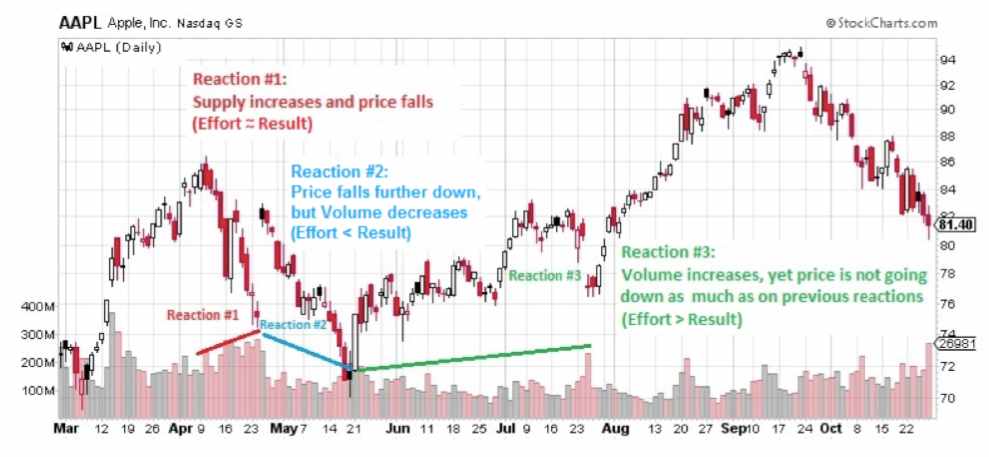 AAPL Apple, Inc. Nasdaq GS
© StockCharts.com
AAPL (Daily)
Reaction #1:
Supply increases and price falls
(Effort ≈ Result)
Reaction #2:
Price falls further down,
but Volume decreases
(Effort < Result)
Reaction #3:
Volume increases, yet price is not going
down as much as on previous reactions
(Effort > Result)
Reaction #1
Reaction #2
Reaction #3
94
92
90
88
86
84
82
81.40
80
78
76
74
26981
72
70
400M
300M
200M
100M
Mar 12 19 26 Apr 9 16 23 May 7 14 21 Jun 11 18 25 Jul 9 16 23 Aug 13 20 27 Sep 10 17 24 Oct 8 15 22